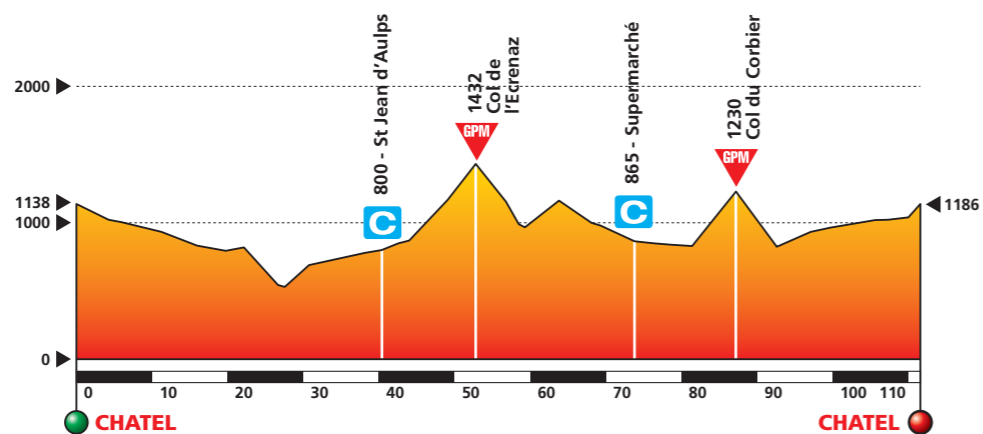 2000
1138
1000
0
800 - St Jean d'Aulps
C
1432
Col de
l'Ecrenaz
GPM
865 - Supermarché
C
1230
Col du Corbier
GPM
1186
0 10 20 30 40 50 60 70 80 90 100 110
CHATEL
CHATEL